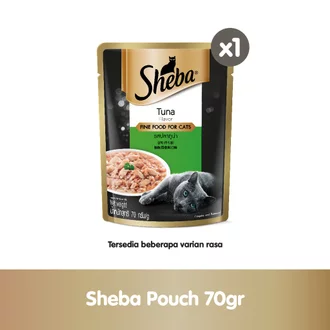 x1
Sheba®
Tuna
Flavor
FINE FOOD FOR CATS
Tersedia beberapa varian rasa
Sheba Pouch 70gr